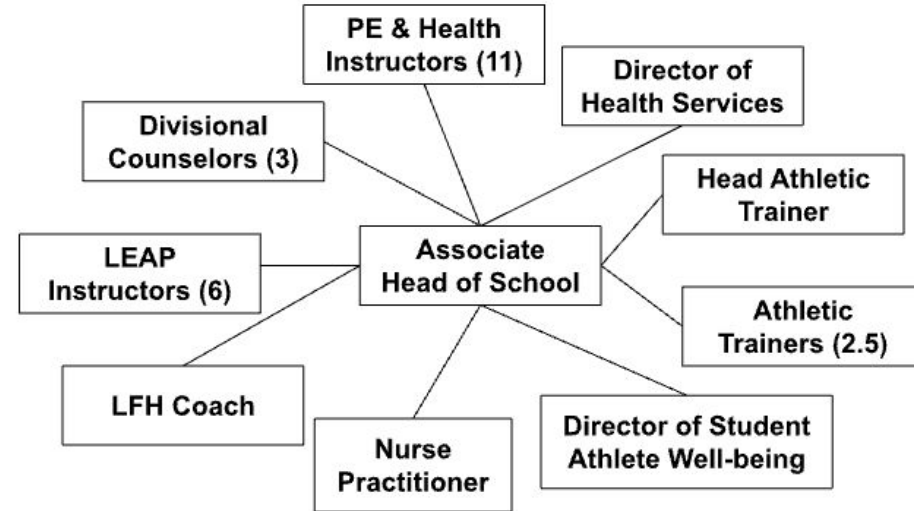 PE & Health
Instructors (11)
Director of
Health Services
Divisional
Counselors (3)
Head Athletic
Trainer
Associate
Head of School
LEAP
Instructors (6)
Athletic
Trainers (2.5)
LFH Coach
Director of Student
Athlete Well-being
Nurse
Practitioner